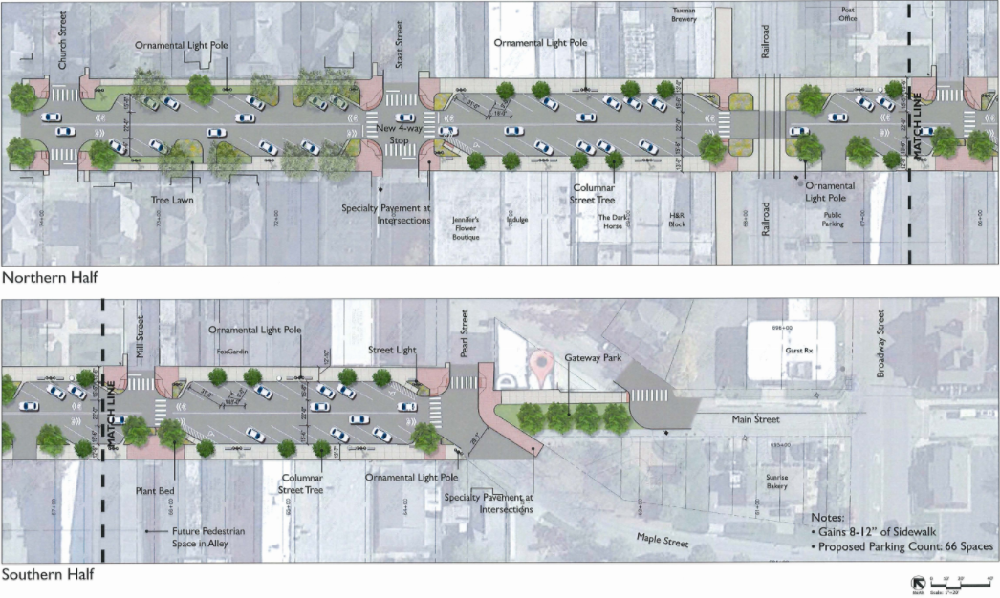 Church Street
Ornamental Light Pole
Staat Street
Ornamental Light Pole
Taxman
Brewery
Railroad
Post
Office
New 4-way
Stop
MATCH LINE
Tree Lawn
Specialty Pavement at
Intersections
Jennifer's
Flower
Boutique
Indulge
Columnar
Street Tree
The Dark
Horse
H&R
Block
Railroad
Ornamental
Light Pole
Public
Parking
Northern Half
Mill Street
Ornamental Light Pole
FoxGardin
Street Light
Pearl Street
Gateway Park
Garst Rx
Broadway Street
MATCH LINE
Main Street
Plant Bed
Columnar
Street Tree
Ornamental Light Pole
Specialty Pavement at
Intersections
Sunrise
Bakery
Future Pedestrian
Space in Alley
Maple Street
Notes:
• Gains 8-12" of Sidewalk
• Proposed Parking Count: 66 Spaces
Southern Half
North